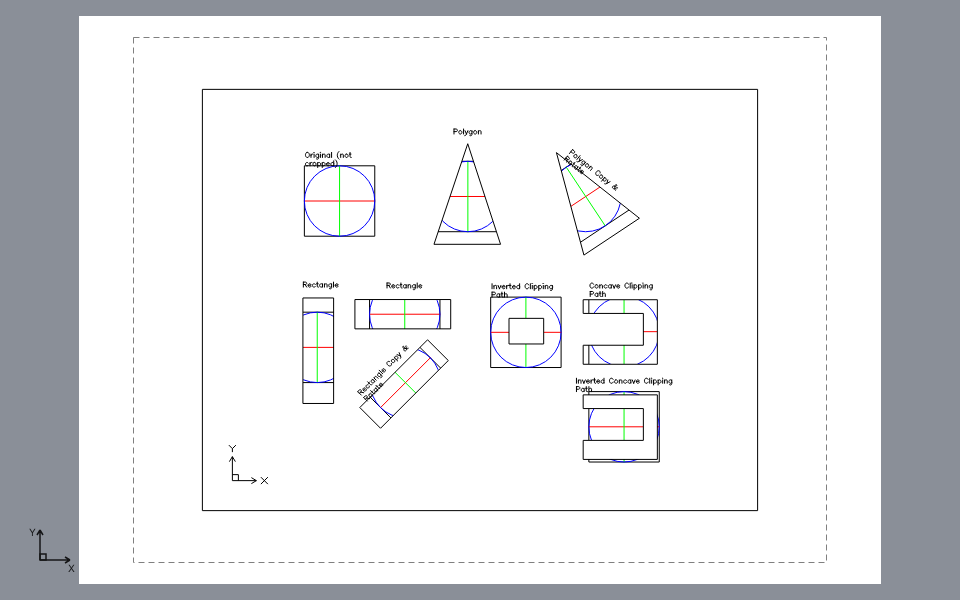 Polygon
Original (not
cropped)
Polygon Copy &
Rotate
Rectangle
Rectangle
Inverted Clipping
Path
Concave Clipping
Path
Rectangle Copy &
Rotate
Inverted Concave Clipping
Path
Y
X
Y
X